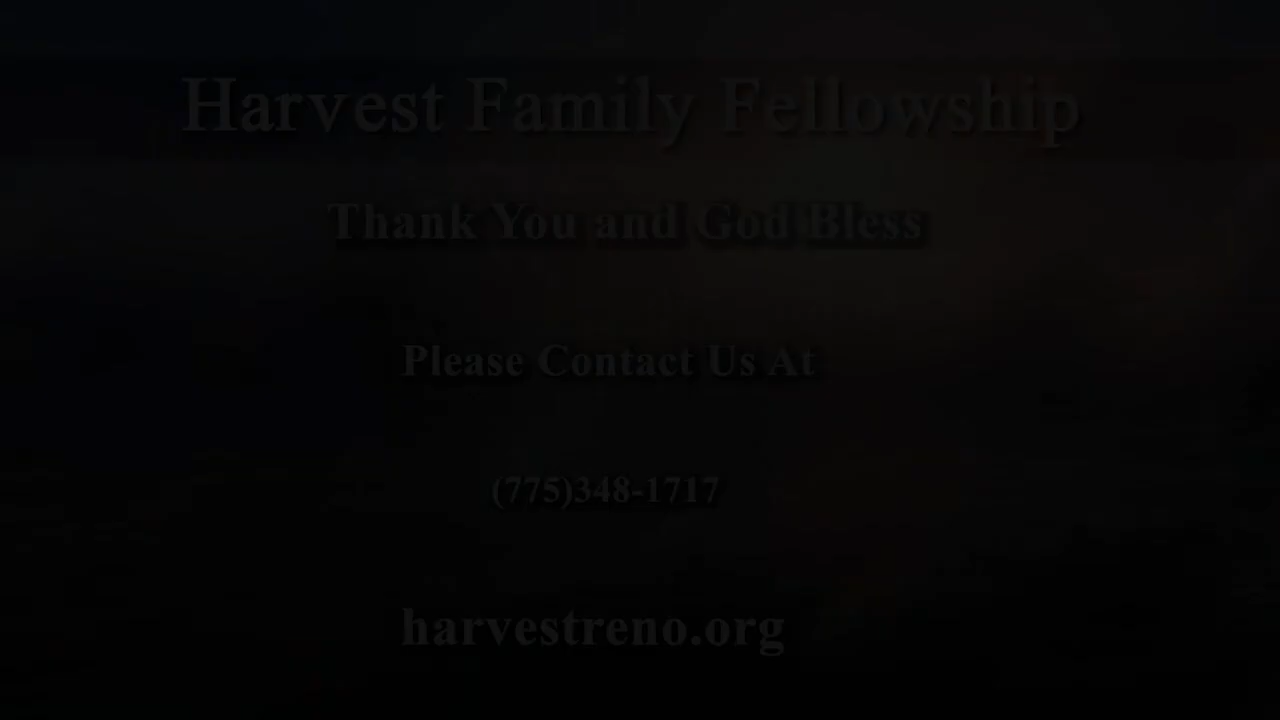 Harvest Family Fellowship
Thank You and God Bless
Please Contact Us At
(775)348-1717
harvestreno.org